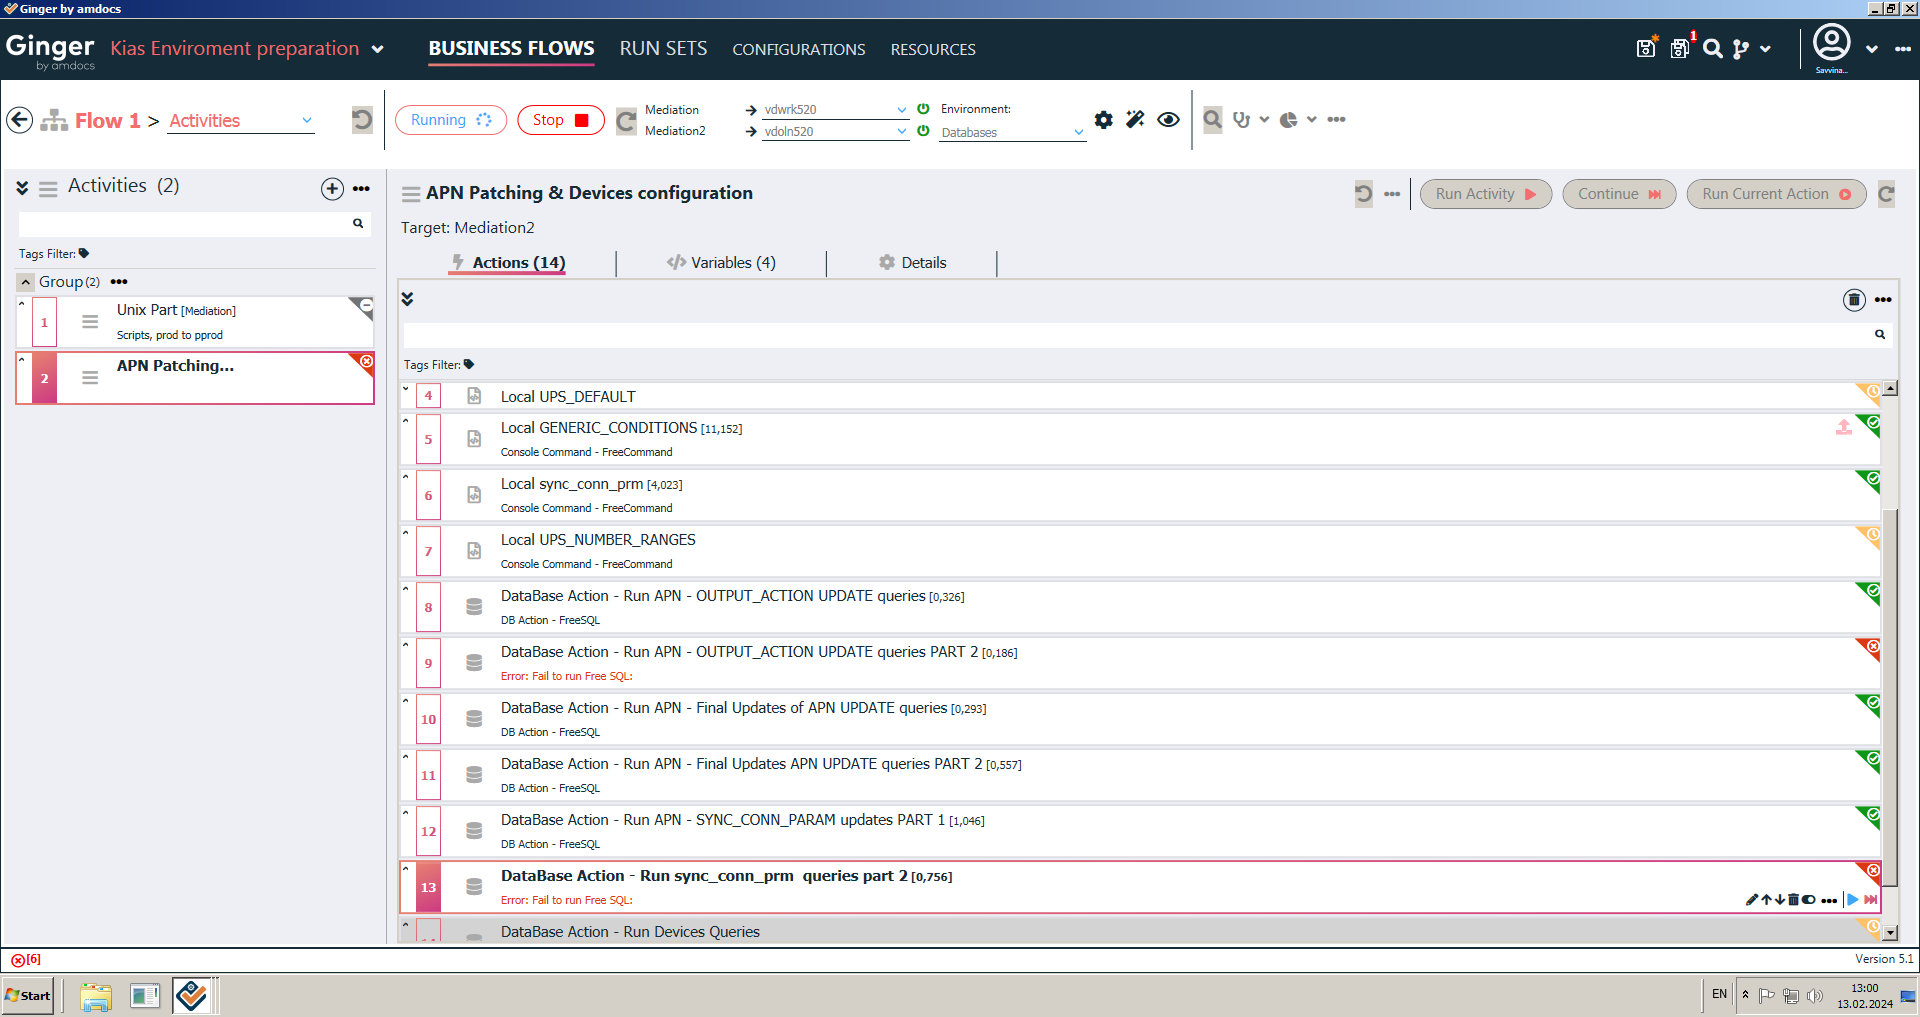 Ginger by amdocs
Ginger
by amdocs
Kias Enviroment preparation
BUSINESS FLOWS
RUN SETS
CONFIGURATIONS
RESOURCES
1
Savvina...
Flow 1 > Activities
Running
Stop
Mediation
Mediation2
vdwrk520
vdoln520
Environment:
Databases
Activities (2)
Tags Filter:
Group(2)
1
Unix Part [Mediation]
Scripts, prod to pprod
2
APN Patching...
APN Patching & Devices configuration
Run Activity
Continue
Run Current Action
Target: Mediation2
Actions (14)
Variables (4)
Details
Tags Filter:
4
Local UPS_DEFAULT
5
Local GENERIC_CONDITIONS [11,152]
Console Command - FreeCommand
6
Local sync_conn_prm [4,023]
Console Command - FreeCommand
7
Local UPS_NUMBER_RANGES
Console Command - FreeCommand
8
DataBase Action - Run APN - OUTPUT_ACTION UPDATE queries [0,326]
DB Action - FreeSQL
9
DataBase Action - Run APN - OUTPUT_ACTION UPDATE queries PART 2 [0,186]
Error: Fail to run Free SQL:
10
DataBase Action - Run APN - Final Updates of APN UPDATE queries [0,293]
DB Action - FreeSQL
11
DataBase Action - Run APN - Final Updates APN UPDATE queries PART 2 [0,557]
DB Action - FreeSQL
12
DataBase Action - Run APN - SYNC_CONN_PARAM updates PART 1 [1,046]
DB Action - FreeSQL
13
DataBase Action - Run sync_conn_prm  queries part 2 [0,756]
Error: Fail to run Free SQL:
DataBase Action - Run Devices Queries
[6]
Version 5.1
Start
EN
13:00
13.02.2024